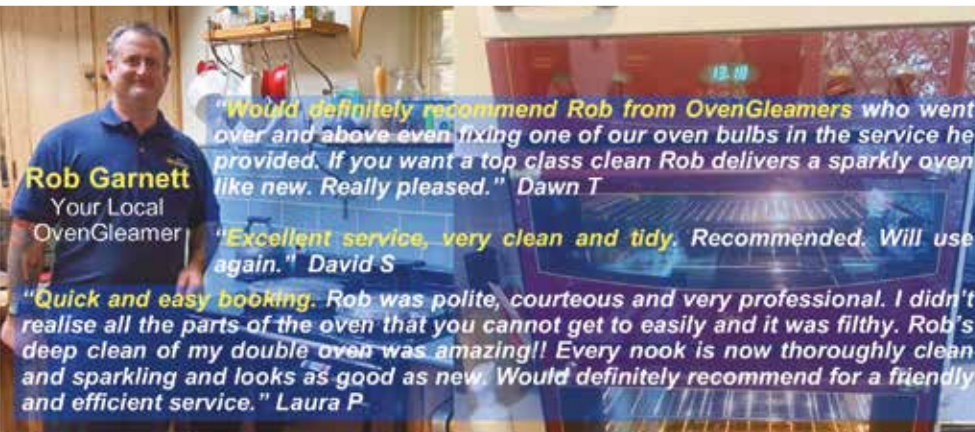 13.10
"Would definitely recommend Rob from OvenGleamers who went
over and above even fixing one of our oven bulbs in the service he
provided. If you want a top class clean Rob delivers a sparkly oven
like new. Really pleased." Dawn T
Rob Garnett
Your Local
OvenGleamer
"Excellent service, very clean and tidy. Recommended. Will use
again." David S
"Quick and easy booking. Rob was polite, courteous and very professional. I didn't
realise all the parts of the oven that you cannot get to easily and it was filthy. Rob's
deep clean of my double oven was amazing!! Every nook is now thoroughly clean
and sparkling and looks as good as new. Would definitely recommend for a friendly
and efficient service." Laura P